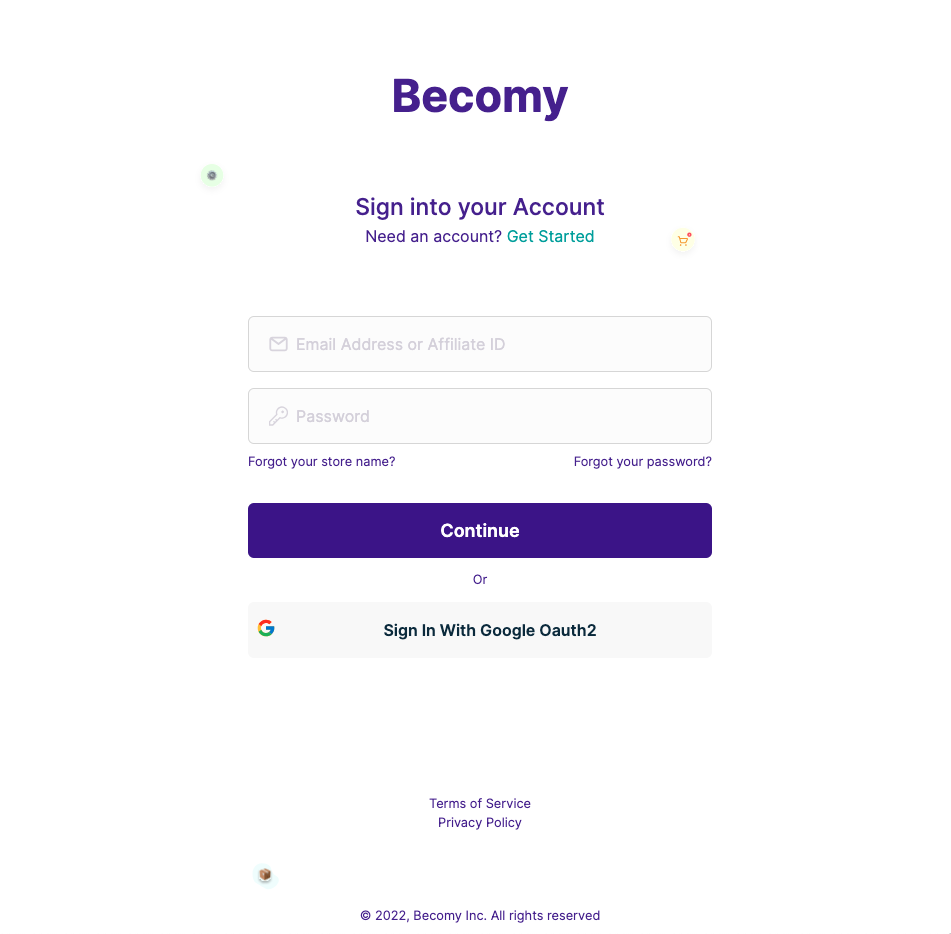 Becomy
Sign into your Account
Need an account? Get Started
Email Address or Affiliate ID
Password
Forgot your store name? Forgot your password?
Continue
Or
Sign In With Google Oauth2
Terms of Service
Privacy Policy
© 2022, Becomy Inc. All rights reserved